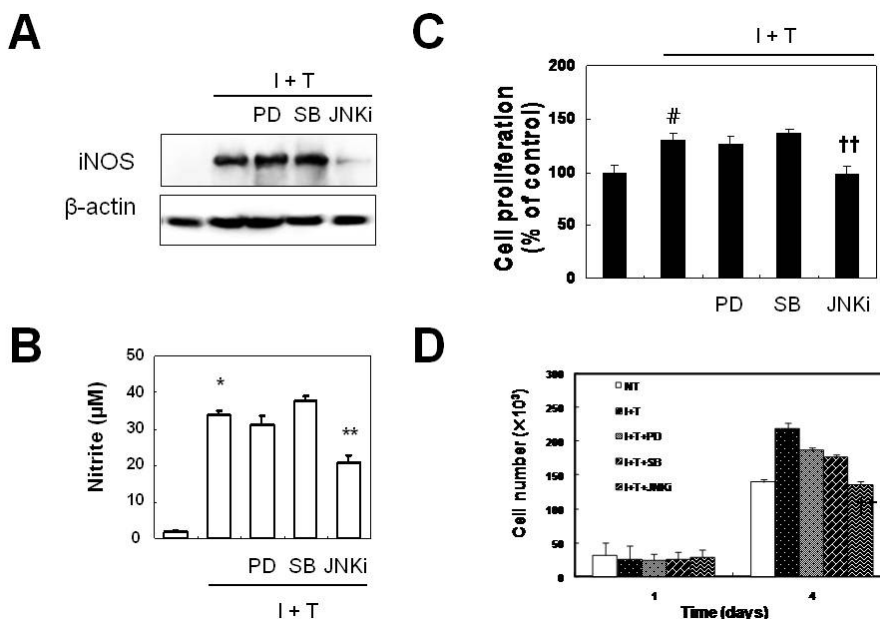 A
I + T
PD SB JNKi
iNOS
β-actin
B
Nitrite (µM)
50
40
30
20
10
0
*
**
PD SB JNKi
I + T
C
I + T
Cell proliferation
(% of control)
200
150
100
50
0
#
††
PD SB JNKi
D
Cell number (×10³)
300
250
200
150
100
50
0
NT
I+T
I+T+PD
I+T+SB
I+T+JNKi
††
1 4
Time (days)